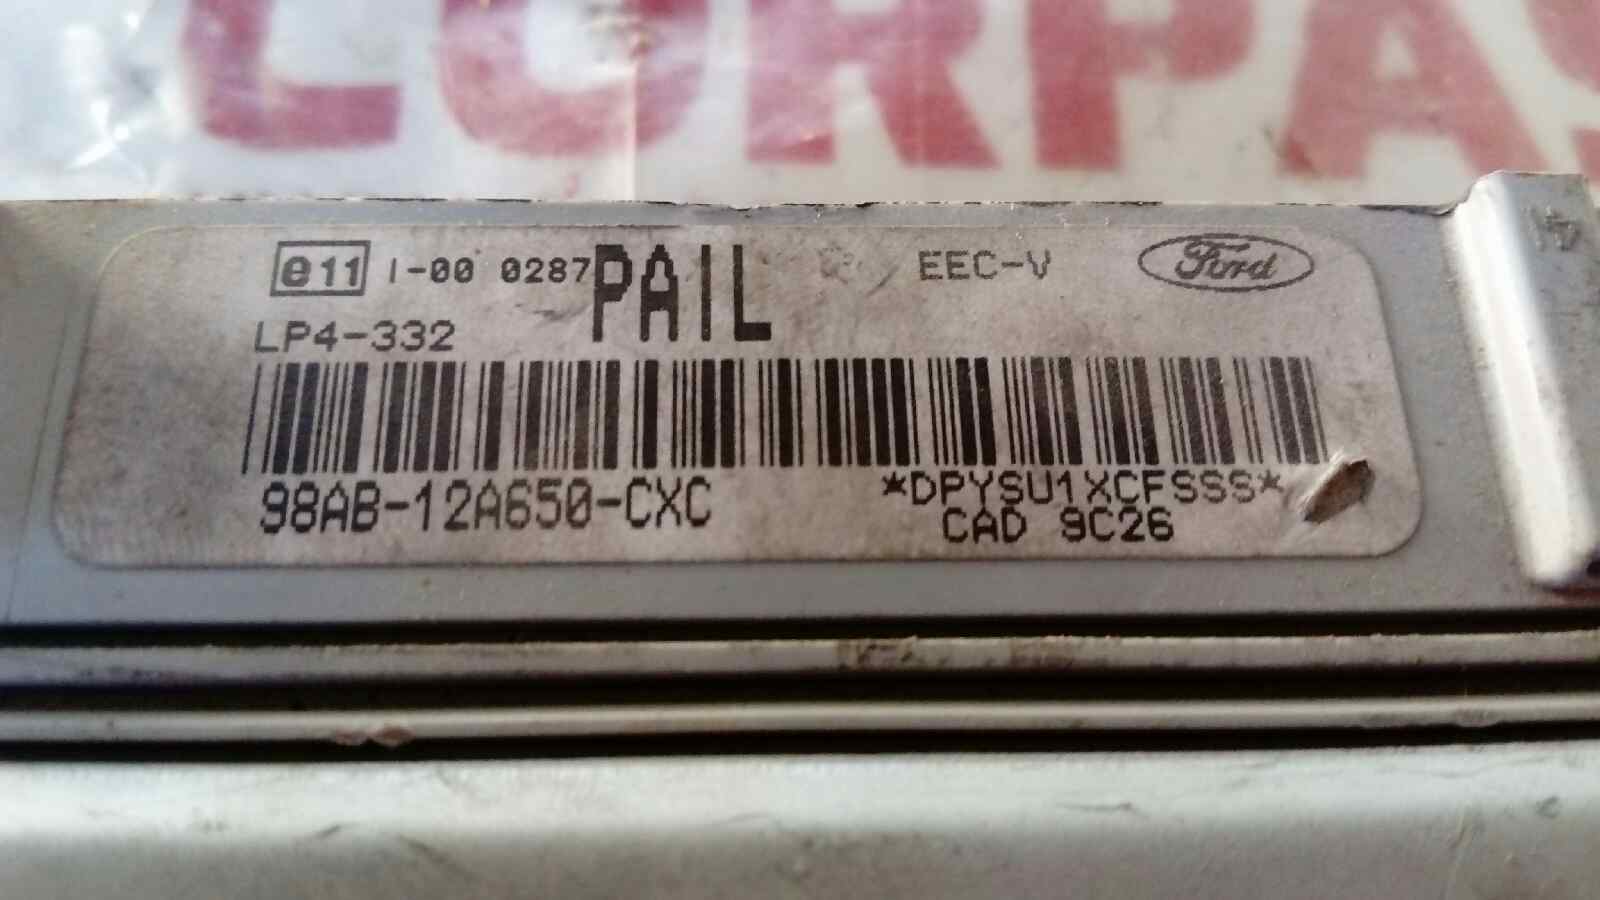 CORPAS
e11 I-00 0287 PAIL EEC-V Ford
LP4-332
98AB-12A650-CXC *DPYSU1XCFSSS*
CAD 9C26